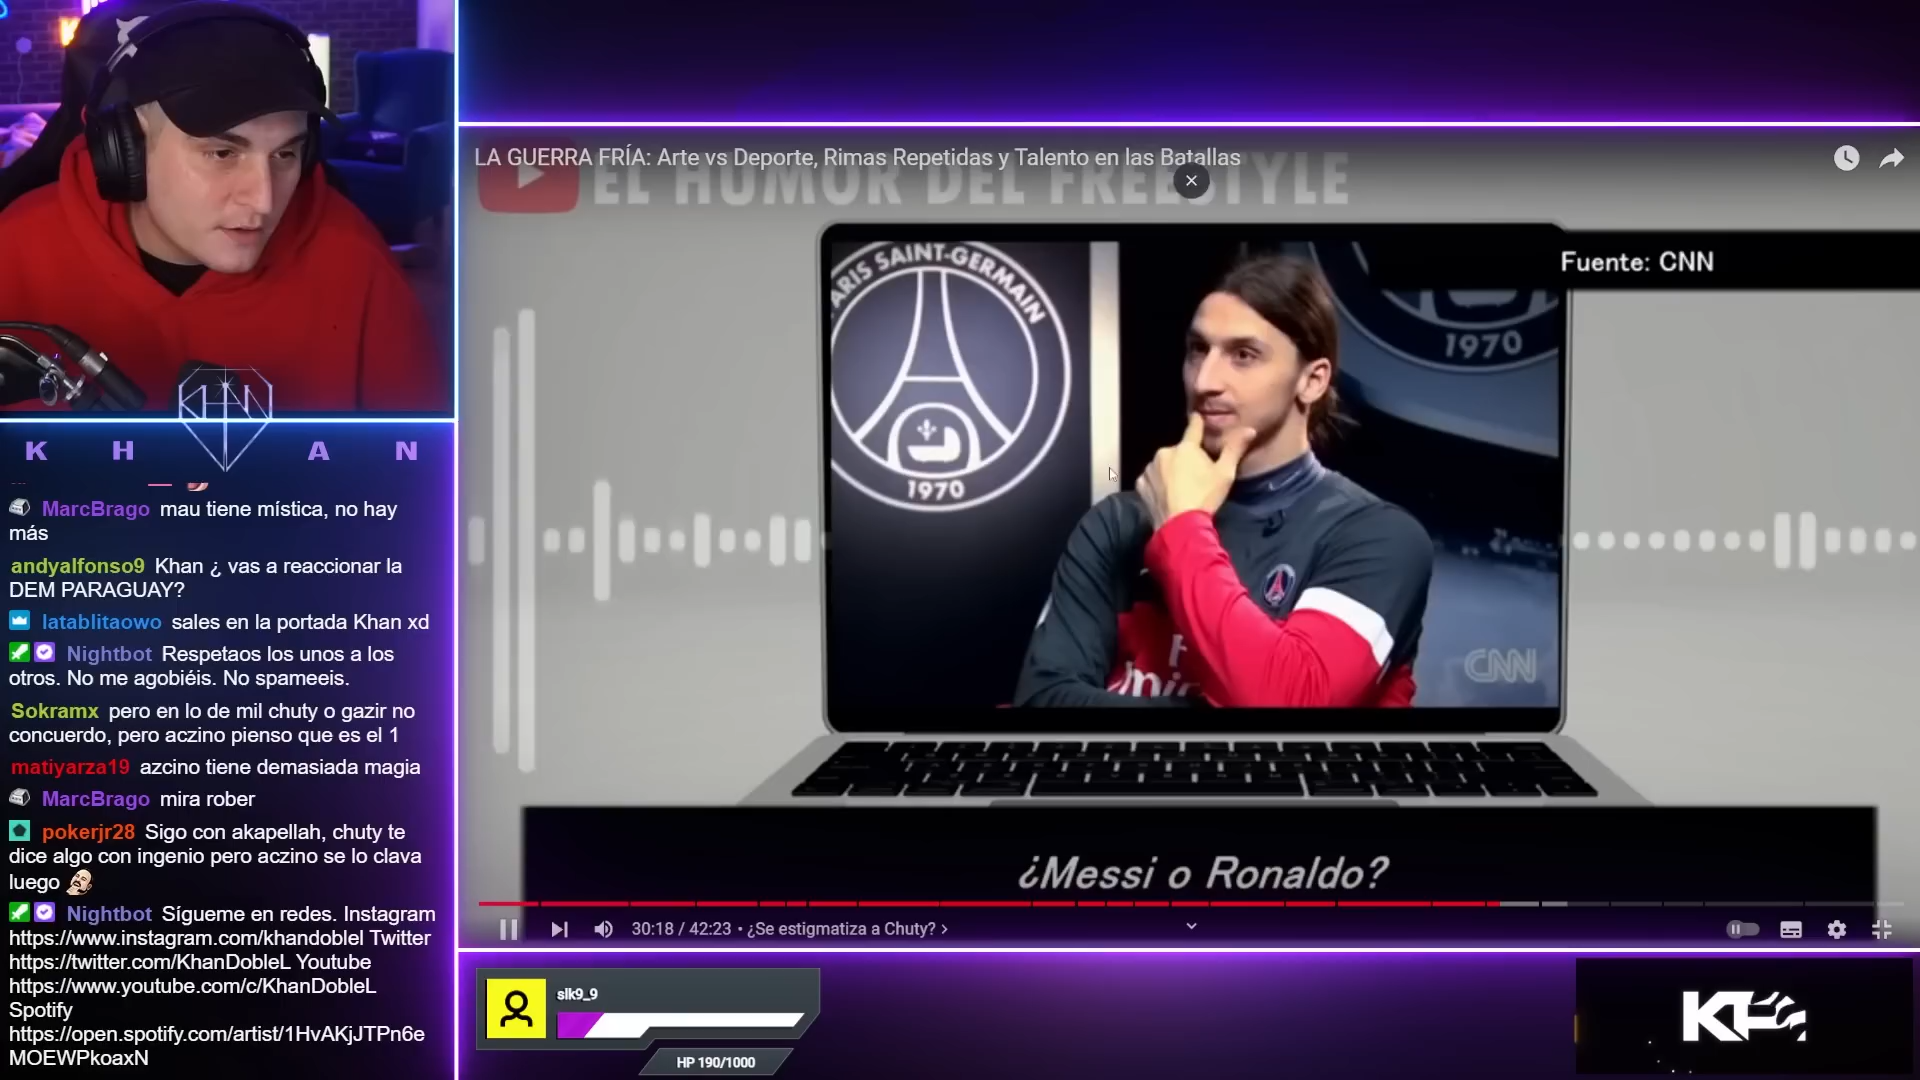 KHAN
K H A N
MarcBrago mau tiene mística, no hay
más
andyalfonso9 Khan ¿ vas a reaccionar la
DEM PARAGUAY?
latablitaowo sales en la portada Khan xd
Nightbot Respetaos los unos a los
otros. No me agobiéis. No spameeis.
Sokramx pero en lo de mil chuty o gazir no
concuerdo, pero aczino pienso que es el 1
matiyarza19 azcino tiene demasiada magia
MarcBrago mira rober
pokerjr28 Sigo con akapellah, chuty te
dice algo con ingenio pero aczino se lo clava
luego
Nightbot Sígueme en redes. Instagram
https://www.instagram.com/khandoblel Twitter
https://twitter.com/KhanDobleL Youtube
https://www.youtube.com/c/KhanDobleL
Spotify
https://open.spotify.com/artist/1HvAKjJTPn6e
MOEWPkoaxN
LA GUERRA FRÍA: Arte vs Deporte, Rimas Repetidas y Talento en las Batallas
EL HUMOR DEL FREESTYLE
Fuente: CNN
PARIS SAINT-GERMAIN
1970
1970
CNN
¿Messi o Ronaldo?
30:18 / 42:23 • ¿Se estigmatiza a Chuty? ›
slk9_9
HP 190/1000